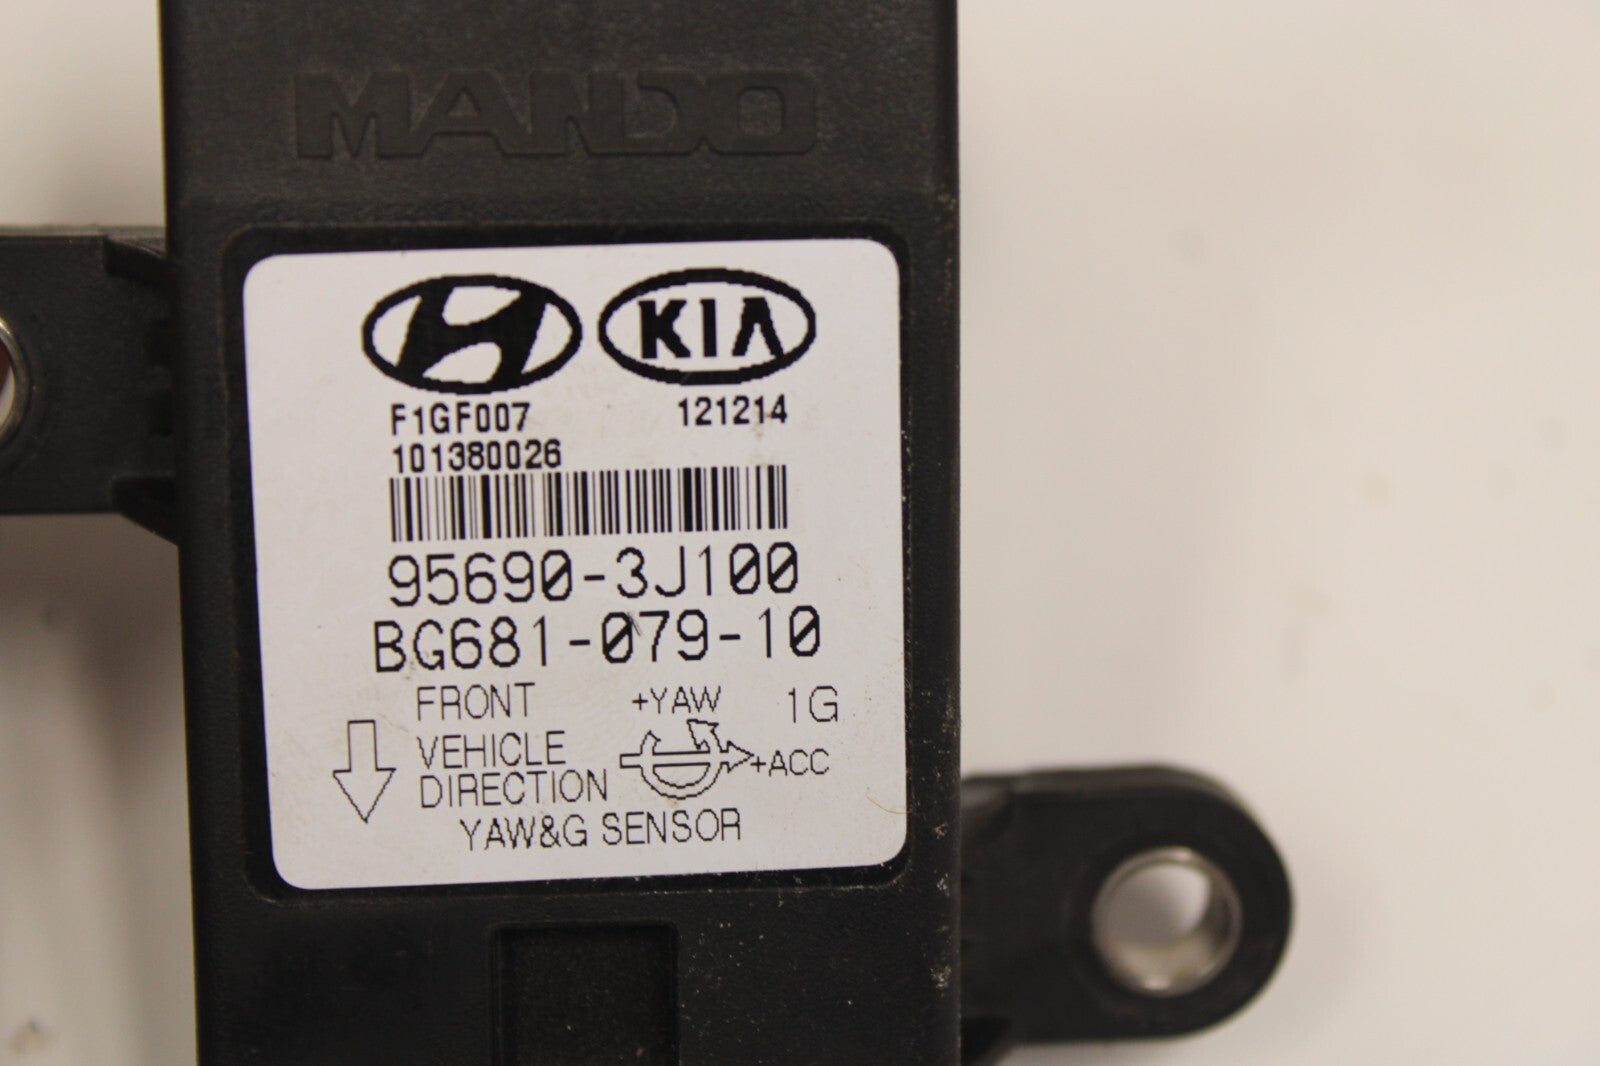 MANDO
KIA
F1GF007 121214
101380026
95690-3J100
BG681-079-10
FRONT +YAW 1G
VEHICLE
DIRECTION +ACC
YAW&G SENSOR